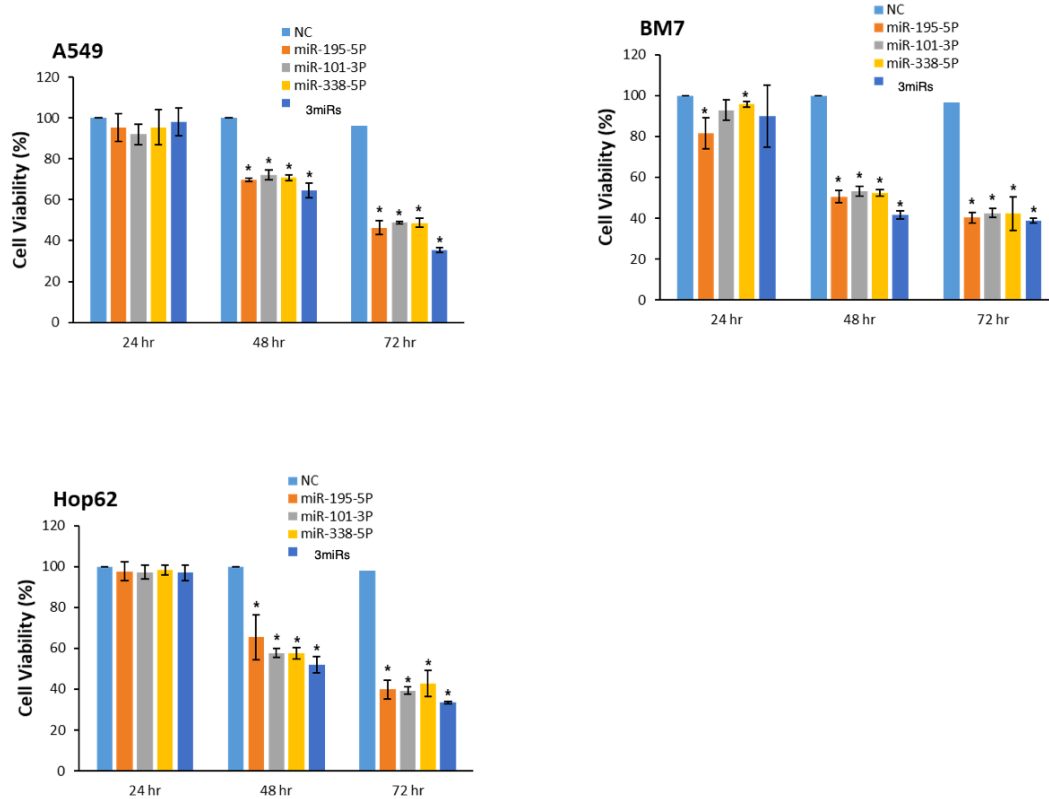 A549
NC
miR-195-5P
miR-101-3P
miR-338-5P
3miRs
Cell Viability (%)
120
100
80
60
40
20
0
* * * *
* * * *
24 hr 48 hr 72 hr
BM7
NC
miR-195-5P
miR-101-3P
miR-338-5P
3miRs
Cell Viability (%)
120
100
80
60
40
20
0
* *
* * * *
* * * *
24 hr 48 hr 72 hr
Hop62
NC
miR-195-5P
miR-101-3P
miR-338-5P
3miRs
Cell Viability (%)
120
100
80
60
40
20
0
* * * *
* * * *
24 hr 48 hr 72 hr